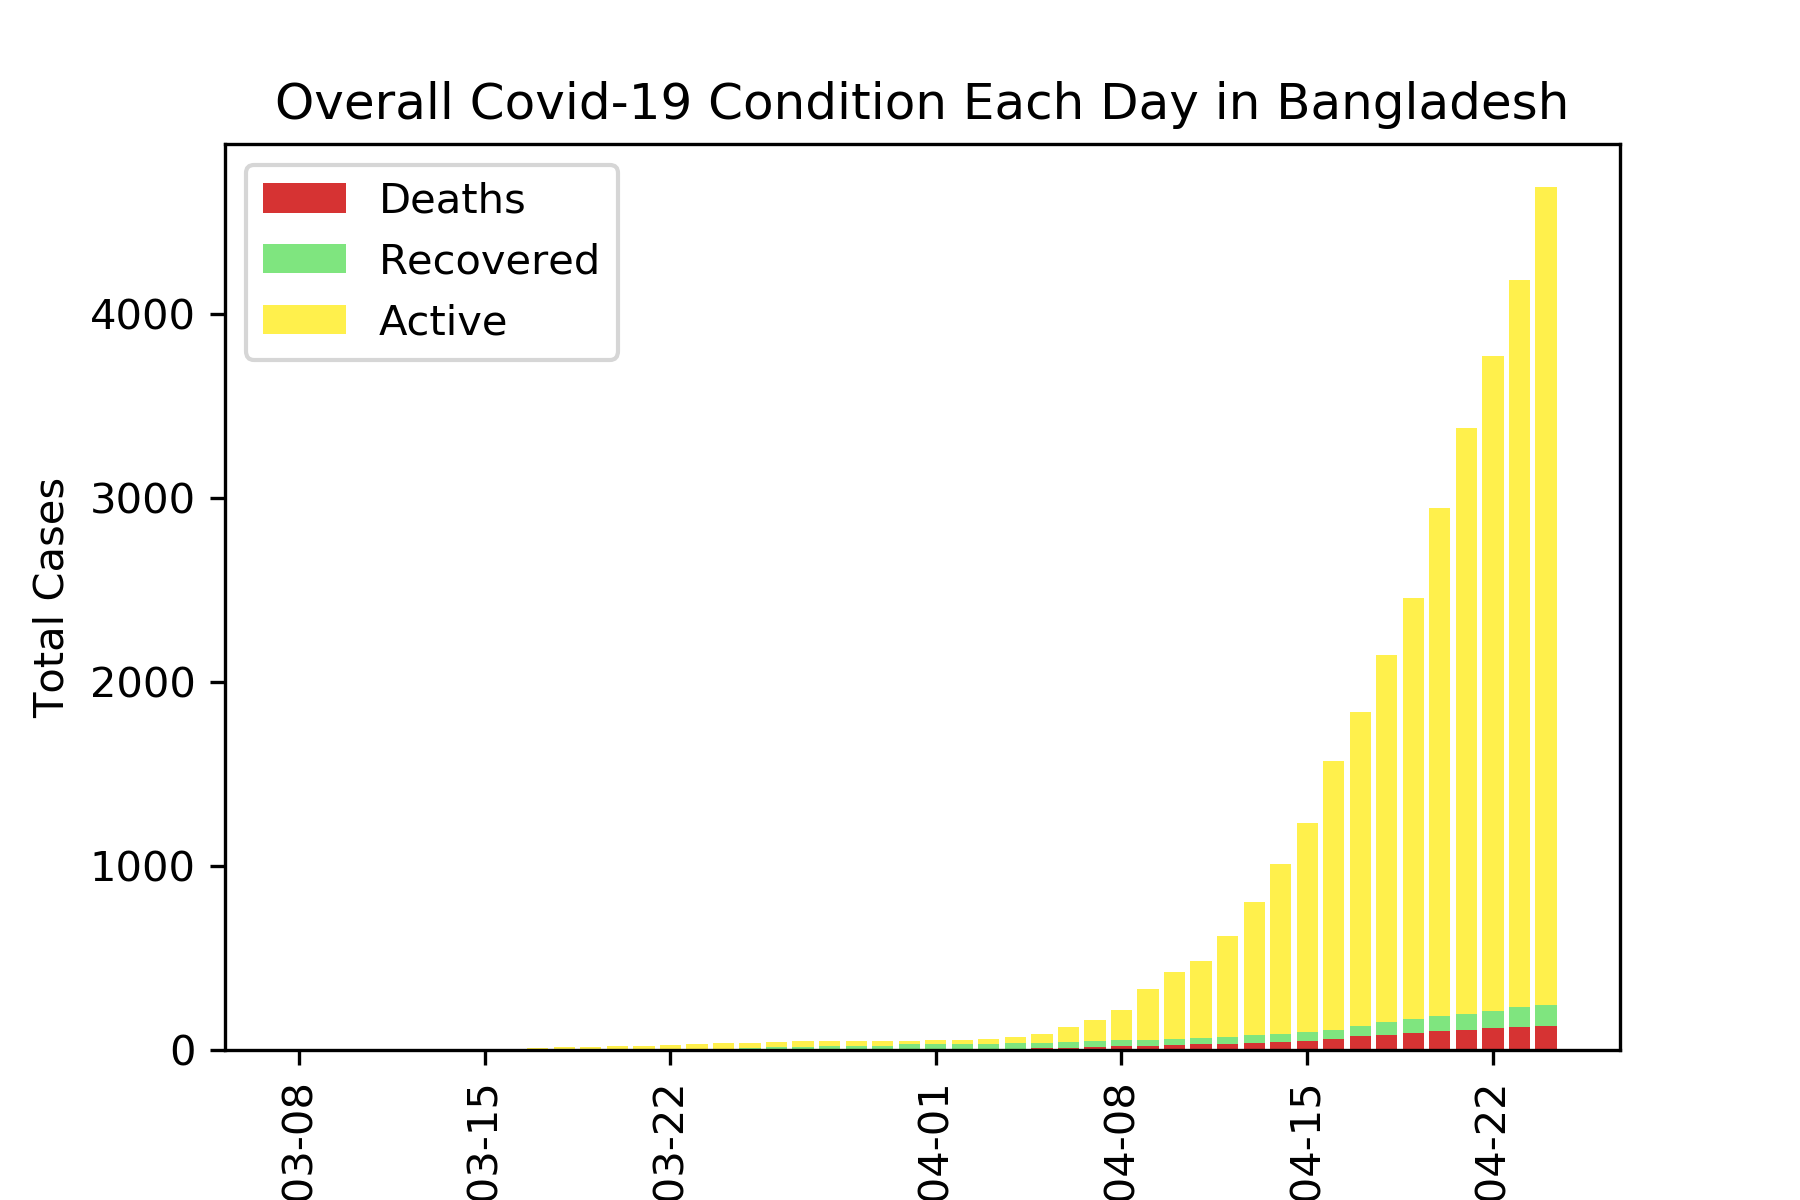 Overall Covid-19 Condition Each Day in Bangladesh
Deaths
Recovered
Active
Total Cases
4000
3000
2000
1000
0
03-08
03-15
03-22
04-01
04-08
04-15
04-22